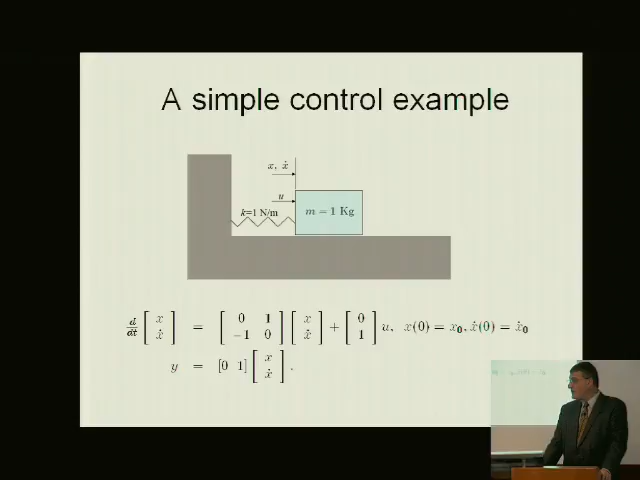 A simple control example
x, ẋ
u
k=1 N/m
m = 1 Kg
d/dt [x ẋ] = [0 1 −1 0] [x ẋ] + [0 1] u, x(0) = x₀, ẋ(0) = ẋ₀
y = [0 1] [x ẋ] .